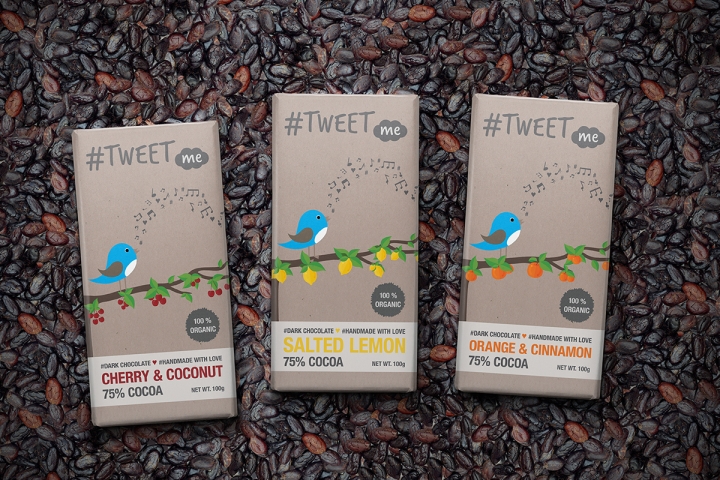 #TWEET me
100 %
ORGANIC
#DARK CHOCOLATE ♥ #HANDMADE WITH LOVE
CHERRY & COCONUT
75% COCOA NET WT. 100g
#TWEET me
100 %
ORGANIC
#DARK CHOCOLATE ♥ #HANDMADE WITH LOVE
SALTED LEMON
75% COCOA NET WT. 100g
#TWEET me
100 %
ORGANIC
#DARK CHOCOLATE ♥ #HANDMADE WITH LOVE
ORANGE & CINNAMON
75% COCOA NET WT. 100g